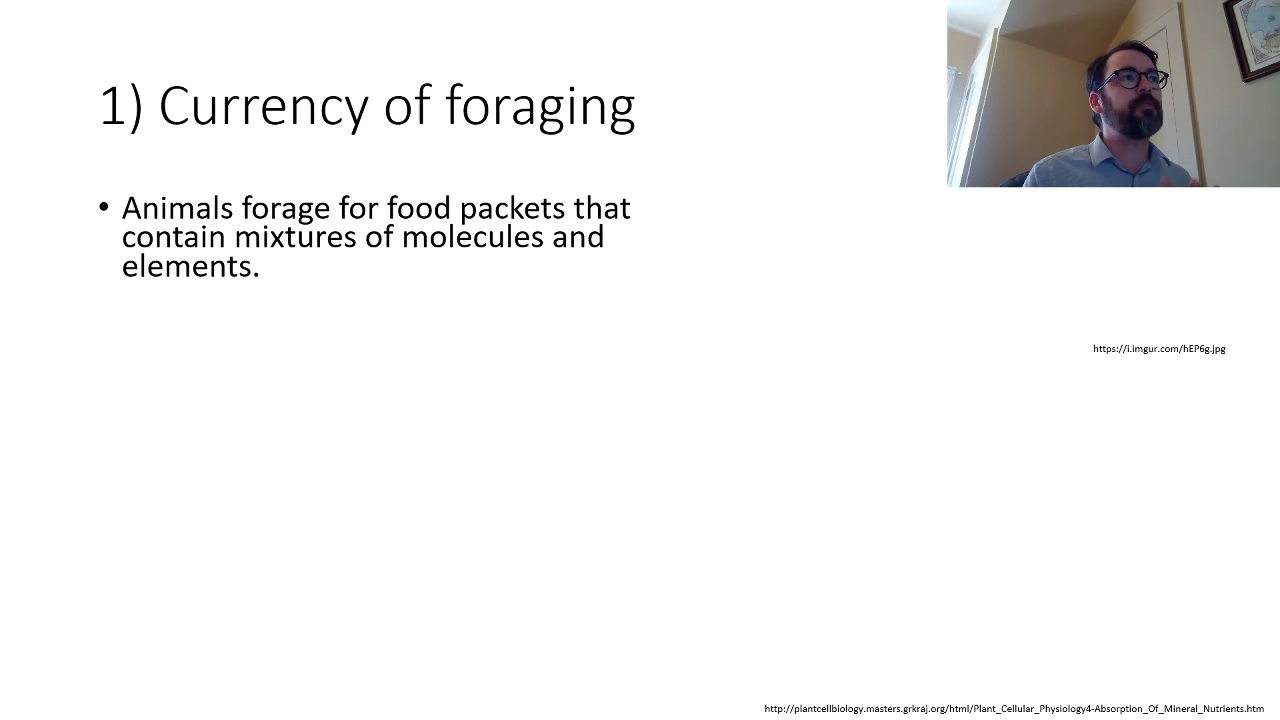 1) Currency of foraging
• Animals forage for food packets that
contain mixtures of molecules and
elements.
https://i.imgur.com/hEP6g.jpg
http://plantcellbiology.masters.grkraj.org/html/Plant_Cellular_Physiology4-Absorption_Of_Mineral_Nutrients.htm